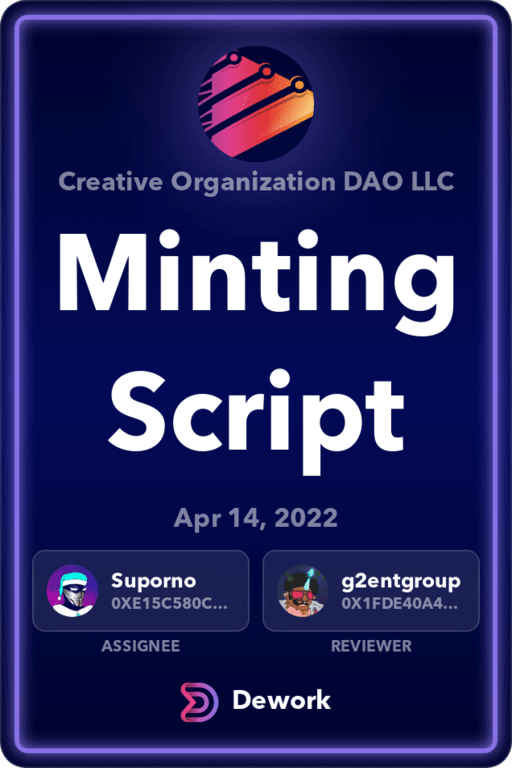 Creative Organization DAO LLC
Minting
Script
Apr 14, 2022
Suporno
0XE15C580C...
ASSIGNEE
g2entgroup
0X1FDE40A4...
REVIEWER
Dework